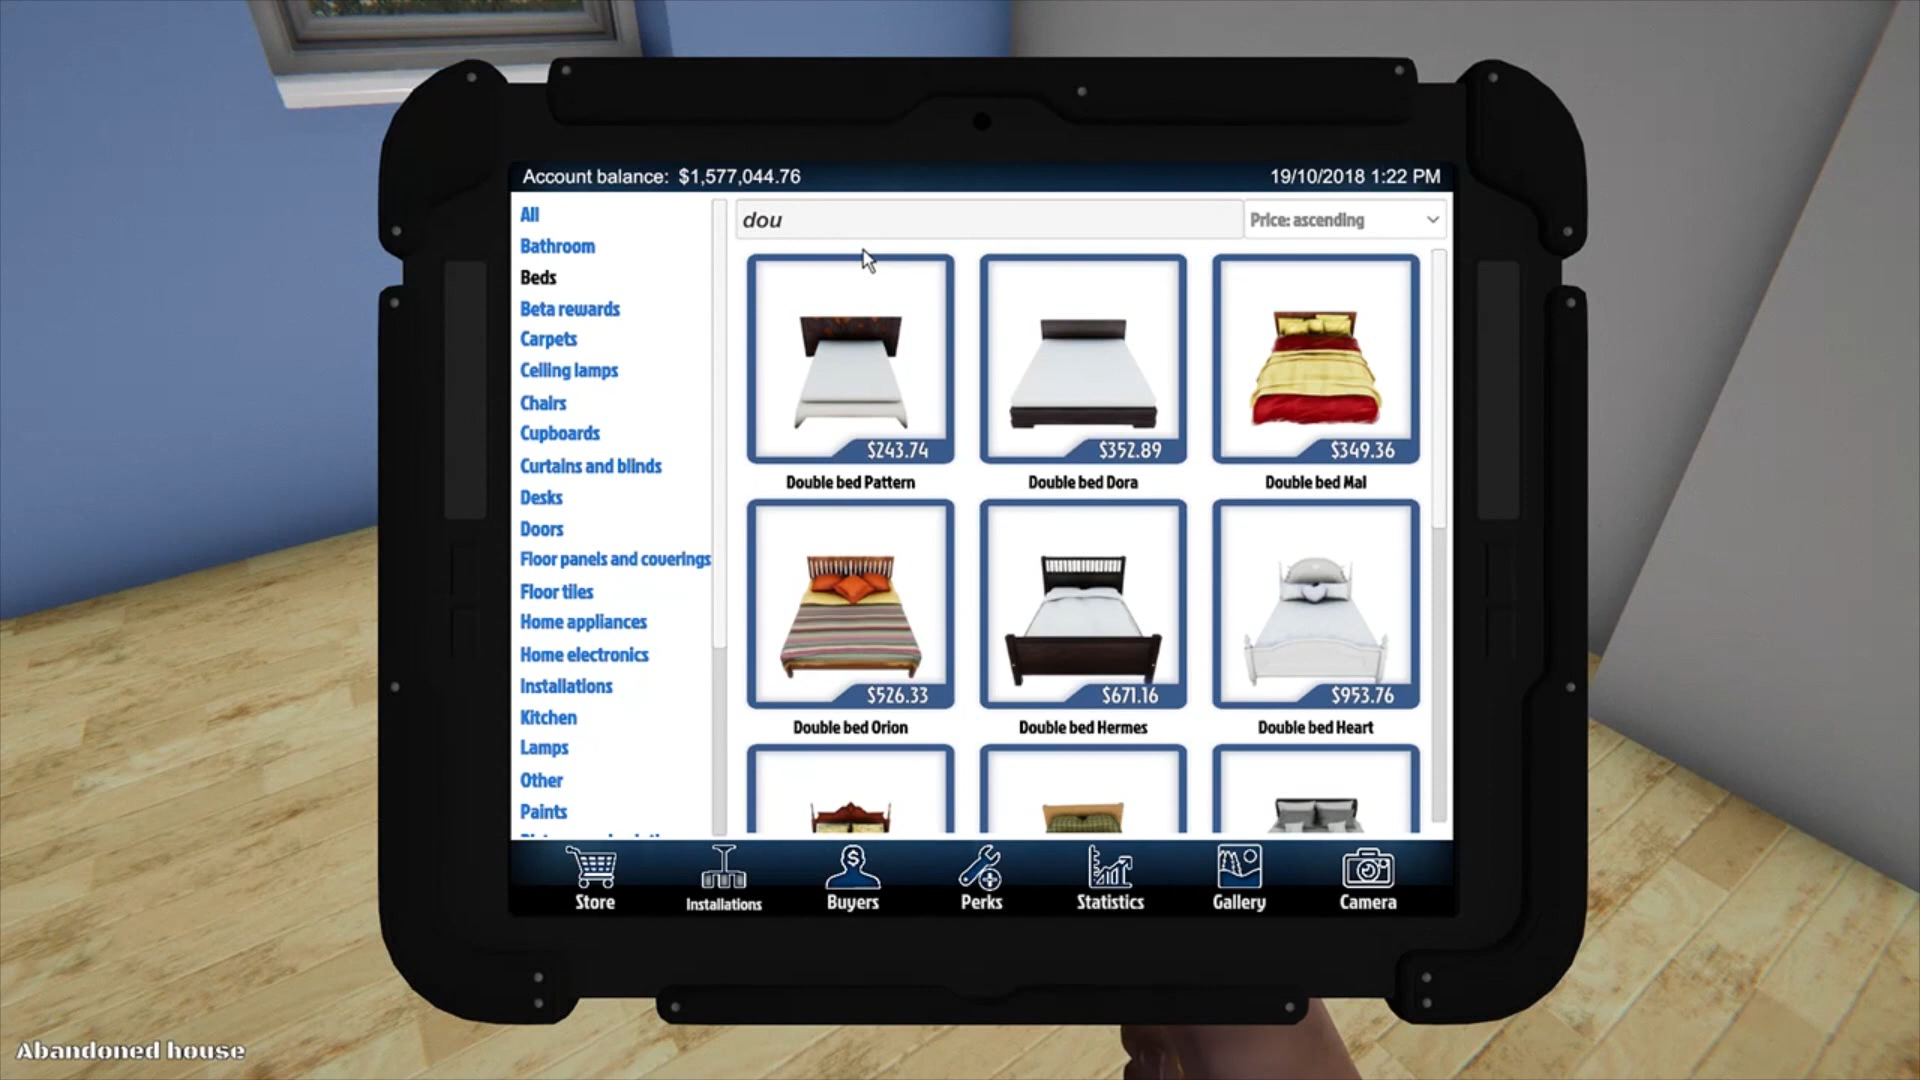 Account balance: $1,577,044.76
19/10/2018 1:22 PM
All
Bathroom
Beds
Beta rewards
Carpets
Ceiling lamps
Chairs
Cupboards
Curtains and blinds
Desks
Doors
Floor panels and coverings
Floor tiles
Home appliances
Home electronics
Installations
Kitchen
Lamps
Other
Paints
dou
Price: ascending
$243.74
$352.89
$349.36
Double bed Pattern
Double bed Dora
Double bed Mal
$526.33
$671.16
$953.76
Double bed Orion
Double bed Hermes
Double bed Heart
Store
Installations
Buyers
Perks
Statistics
Gallery
Camera
Abandoned house